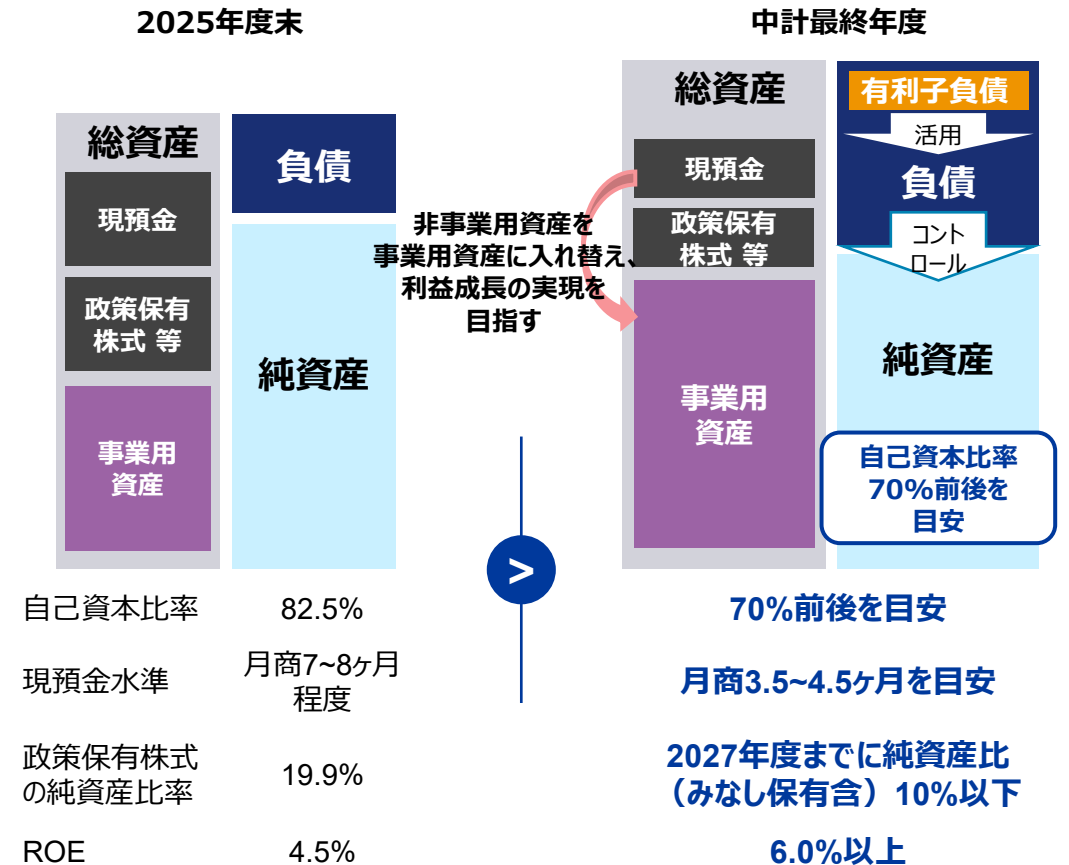 2025年度末
中計最終年度
総資産
現預金
政策保有
株式 等
事業用
資産
負債
純資産
非事業用資産を
事業用資産に入れ替え、
利益成長の実現を
目指す
総資産
現預金
政策保有
株式 等
事業用
資産
有利子負債
活用
負債
コント
ロール
純資産
自己資本比率
70%前後を
目安
>
自己資本比率 82.5% 70%前後を目安
現預金水準
月商7~8ヶ月
程度
月商3.5~4.5ヶ月を目安
政策保有株式
の純資産比率
19.9%
2027年度までに純資産比
（みなし保有含）10%以下
ROE 4.5% 6.0%以上